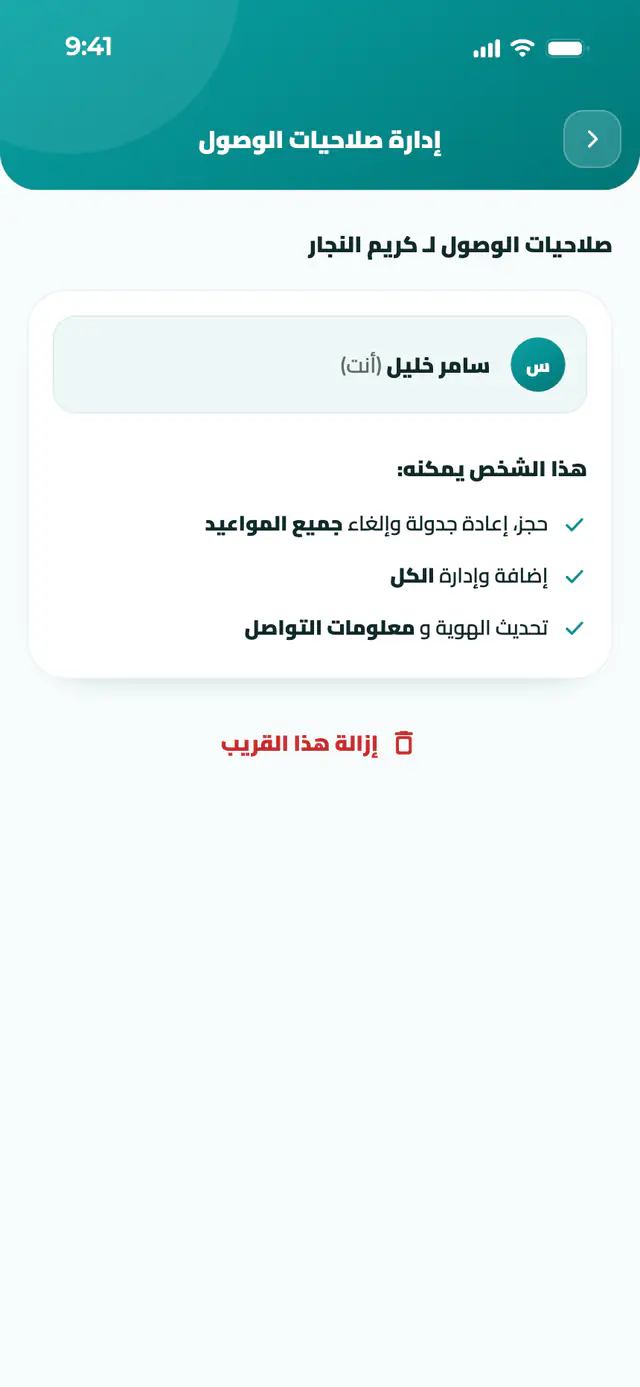 9:41
إدارة صلاحيات الوصول
صلاحيات الوصول لـ كريم النجار
س
سامر خليل (أنت)
هذا الشخص يمكنه:
حجز، إعادة جدولة وإلغاء جميع المواعيد
إضافة وإدارة الكل
تحديث الهوية و معلومات التواصل
إزالة هذا القريب